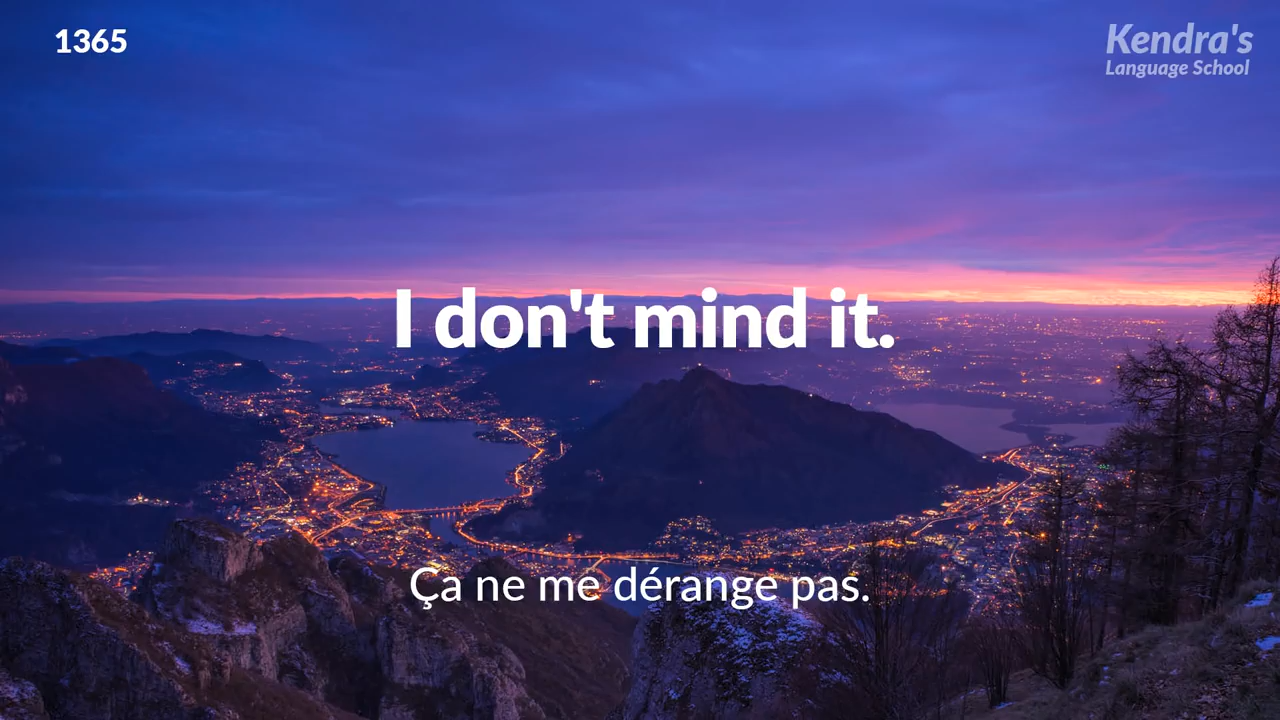 1365
Kendra's
Language School
I don't mind it.
Ça ne me dérange pas.